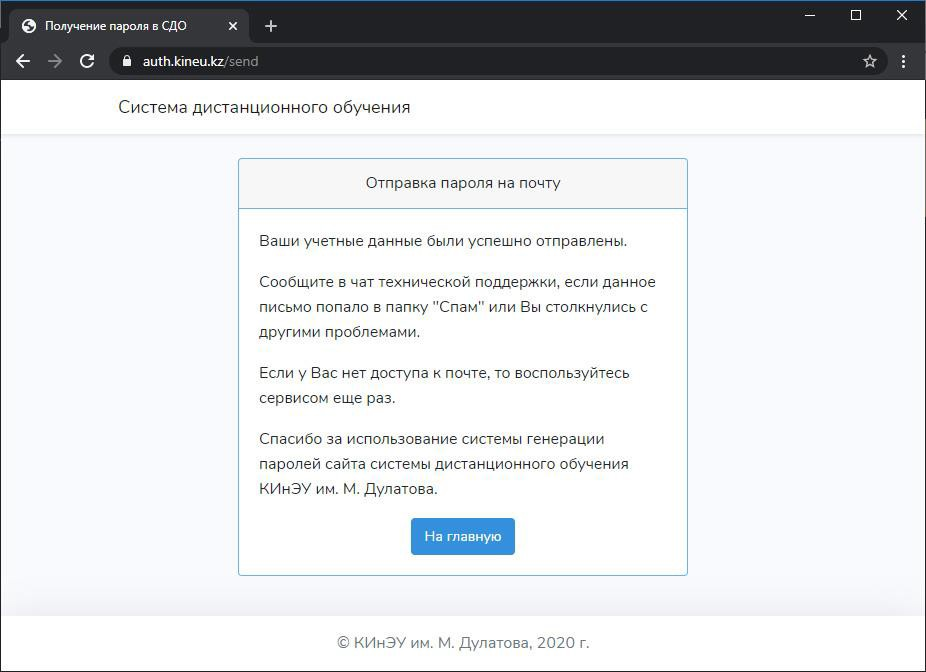 Получение пароля в СДО
auth.kineu.kz/send
Система дистанционного обучения
Отправка пароля на почту
Ваши учетные данные были успешно отправлены.
Сообщите в чат технической поддержки, если данное
письмо попало в папку "Спам" или Вы столкнулись с
другими проблемами.
Если у Вас нет доступа к почте, то воспользуйтесь
сервисом еще раз.
Спасибо за использование системы генерации
паролей сайта системы дистанционного обучения
КИнЭУ им. М. Дулатова.
На главную
© КИнЭУ им. М. Дулатова, 2020 г.